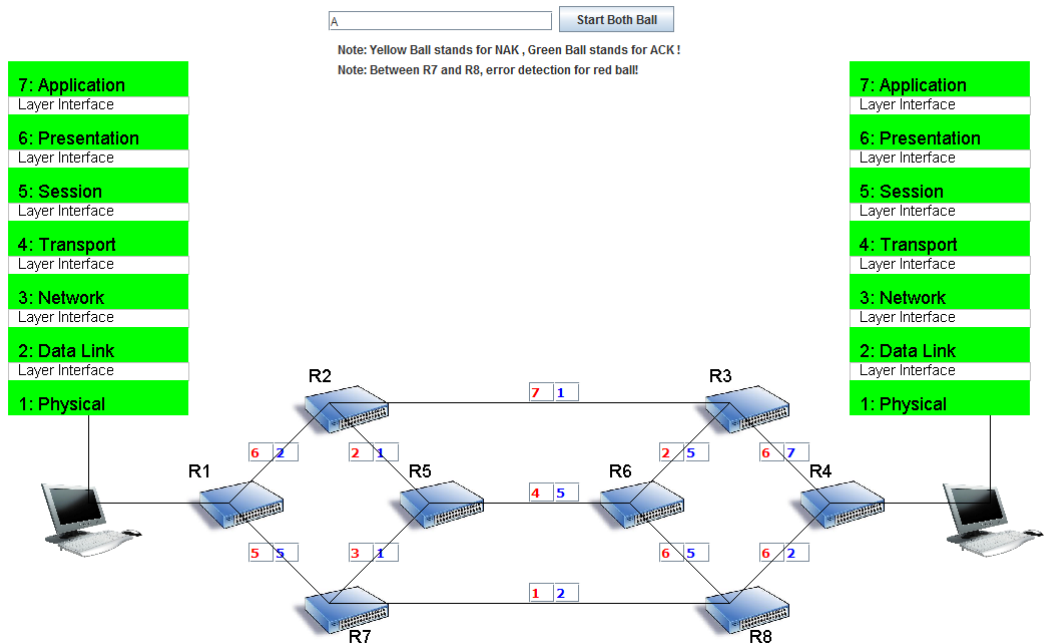 A
Start Both Ball
Note: Yellow Ball stands for NAK , Green Ball stands for ACK !
Note: Between R7 and R8, error detection for red ball!
7: Application
Layer Interface
6: Presentation
Layer Interface
5: Session
Layer Interface
4: Transport
Layer Interface
3: Network
Layer Interface
2: Data Link
Layer Interface
1: Physical
7: Application
Layer Interface
6: Presentation
Layer Interface
5: Session
Layer Interface
4: Transport
Layer Interface
3: Network
Layer Interface
2: Data Link
Layer Interface
1: Physical
R2
R3
7 1
6 2
2 1
2 5
6 7
R1
R5
R6
R4
4 5
5 5
3 1
6 5
6 2
1 2
R7
R8